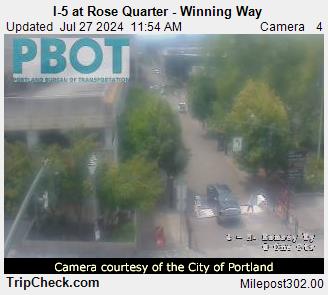 I-5 at Rose Quarter - Winning Way
Updated Jul 27 2024 11:54 AM Camera 4
PBOT
PORTLAND BUREAU OF TRANSPORTATION
Camera courtesy of the City of Portland
TripCheck.com Milepost302.00